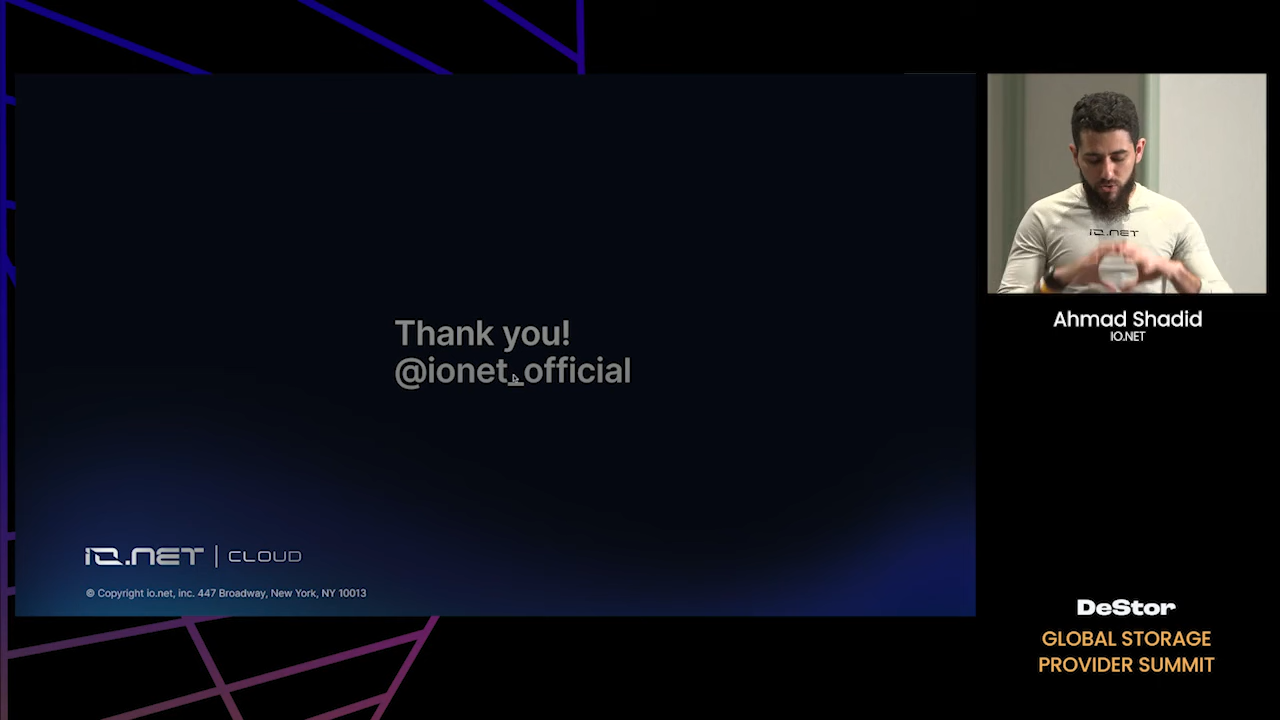 Thank you!
@ionet_official
IO.NET | CLOUD
© Copyright io.net, inc. 447 Broadway, New York, NY 10013
IO.NET
Ahmad Shadid
IO.NET
DeStor
GLOBAL STORAGE
PROVIDER SUMMIT